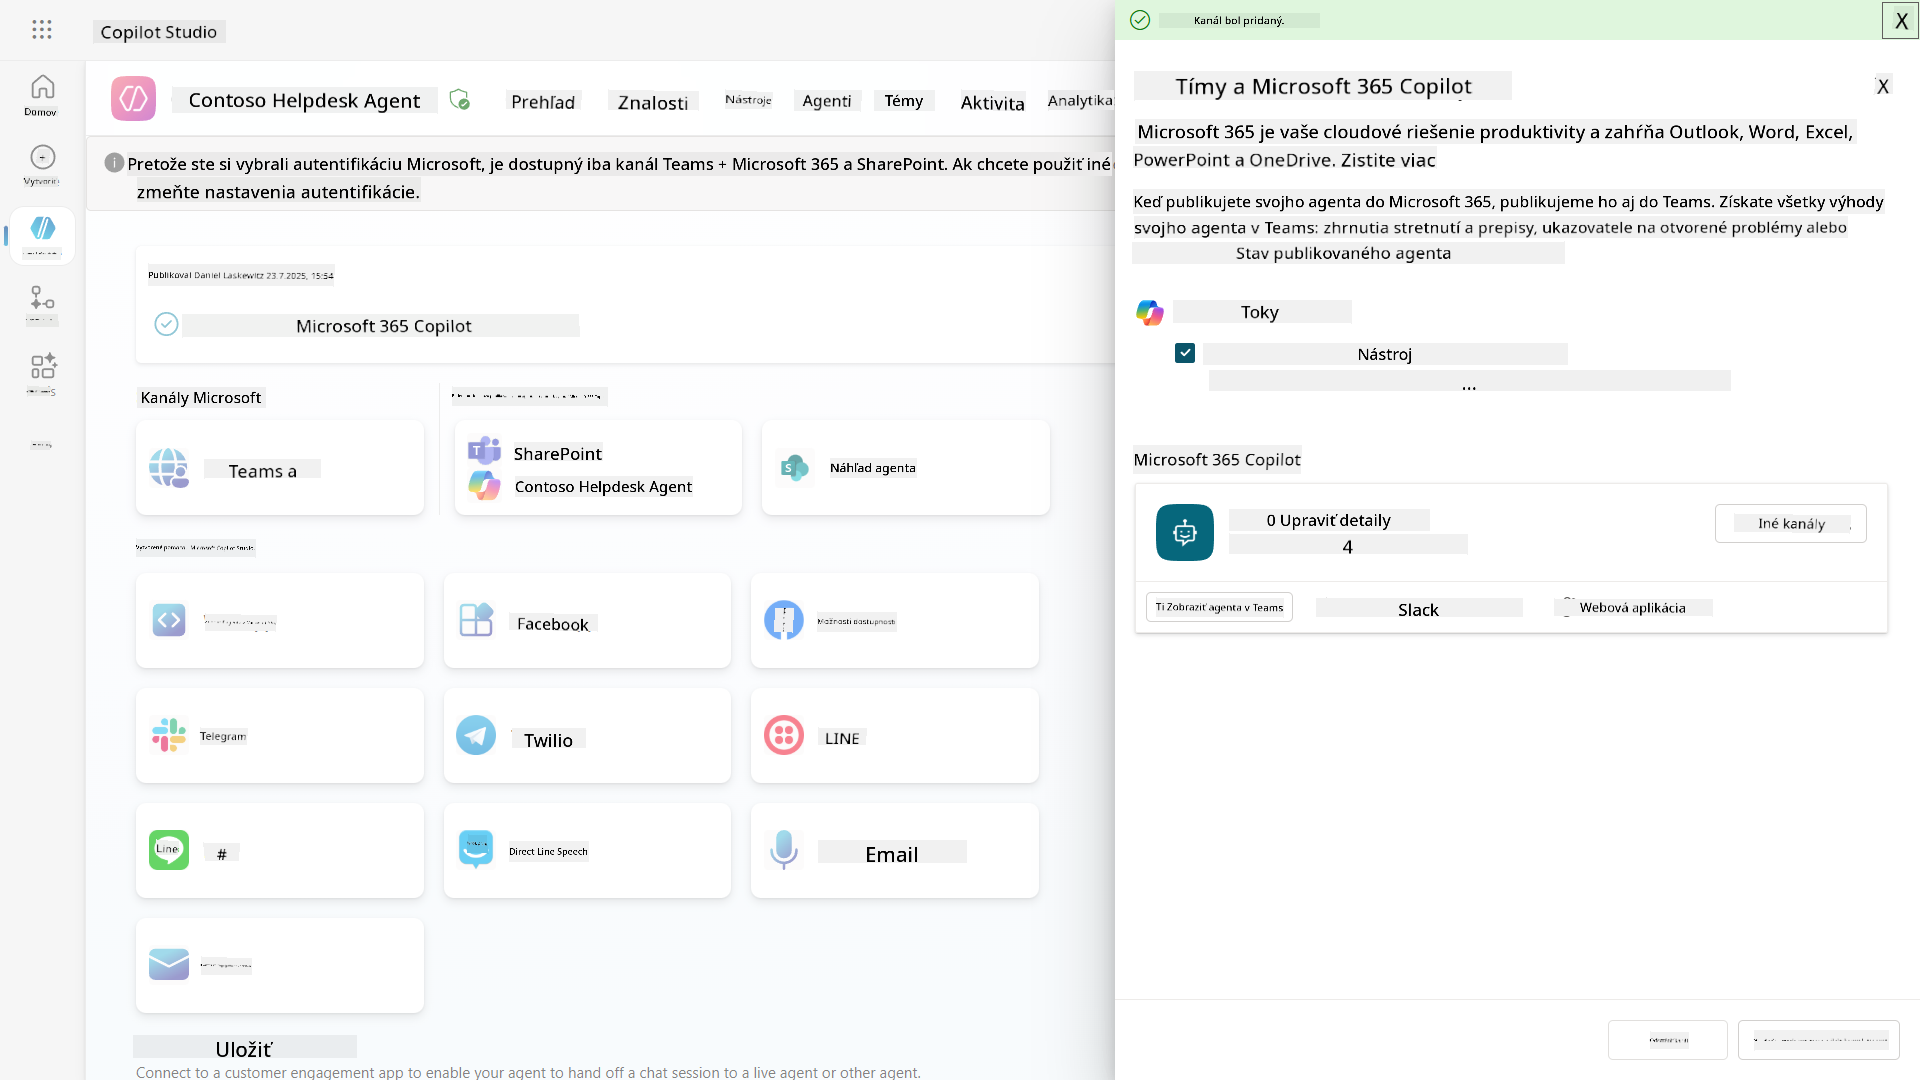 Copilot Studio
Kanál bol pridaný.
X
Domov
Vytvoriť
Contoso Helpdesk Agent
Prehľad
Znalosti
Nástroje
Agenti
Témy
Aktivita
Analytika
Pretože ste si vybrali autentifikáciu Microsoft, je dostupný iba kanál Teams + Microsoft 365 a SharePoint. Ak chcete použiť iné
zmeňte nastavenia autentifikácie.
Publikoval Daniel Laskewitz 23.7.2025, 15:54
Microsoft 365 Copilot
Kanály Microsoft
Teams a
SharePoint
Contoso Helpdesk Agent
Náhľad agenta
Facebook
Možnosti dostupnosti
Telegram
Twilio
LINE
Line
#
Direct Line Speech
Email
Uložiť
Connect to a customer engagement app to enable your agent to hand off a chat session to a live agent or other agent.
Tímy a Microsoft 365 Copilot
X
Microsoft 365 je vaše cloudové riešenie produktivity a zahŕňa Outlook, Word, Excel,
PowerPoint a OneDrive. Zistite viac
Keď publikujete svojho agenta do Microsoft 365, publikujeme ho aj do Teams. Získate všetky výhody
svojho agenta v Teams: zhrnutia stretnutí a prepisy, ukazovatele na otvorené problémy alebo
Stav publikovaného agenta
Toky
Nástroj
...
Microsoft 365 Copilot
0 Upraviť detaily
4
Iné kanály
Ti Zobraziť agenta v Teams
Slack
Webová aplikácia